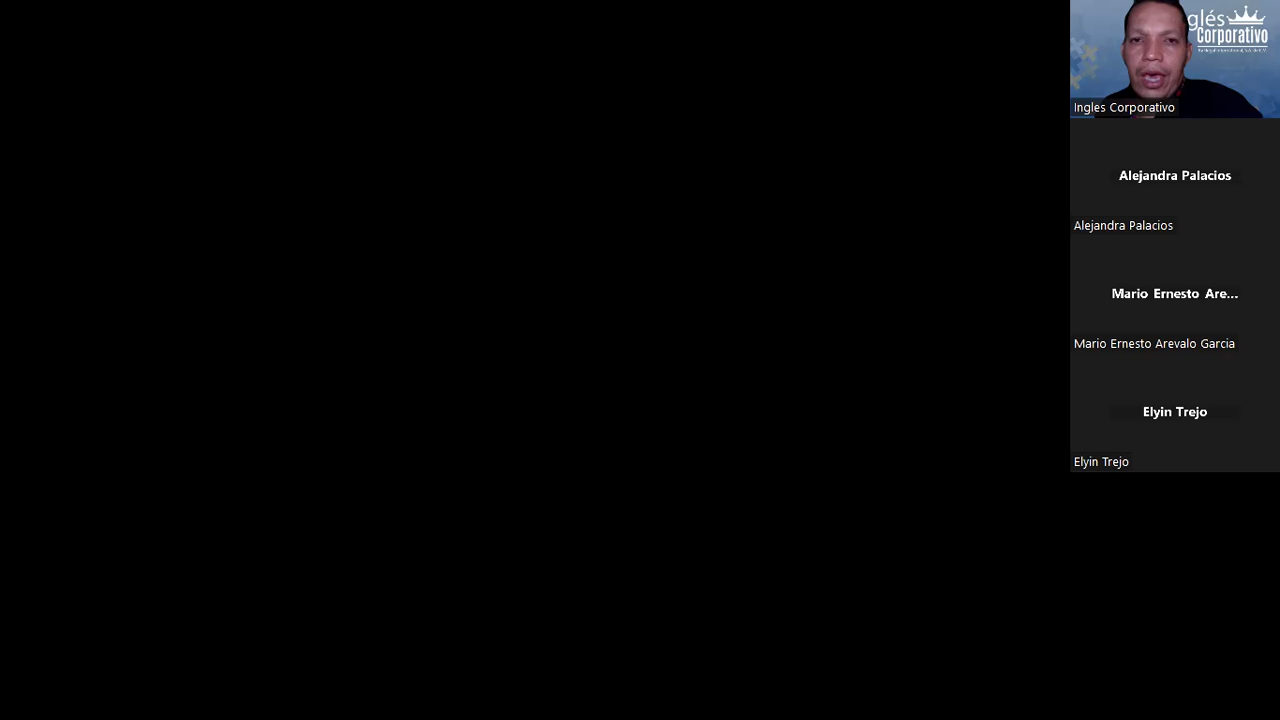 glés
Corporativo
Ingles Corporativo
Alejandra Palacios
Alejandra Palacios
Mario Ernesto Are...
Mario Ernesto Arevalo Garcia
Elyin Trejo
Elyin Trejo